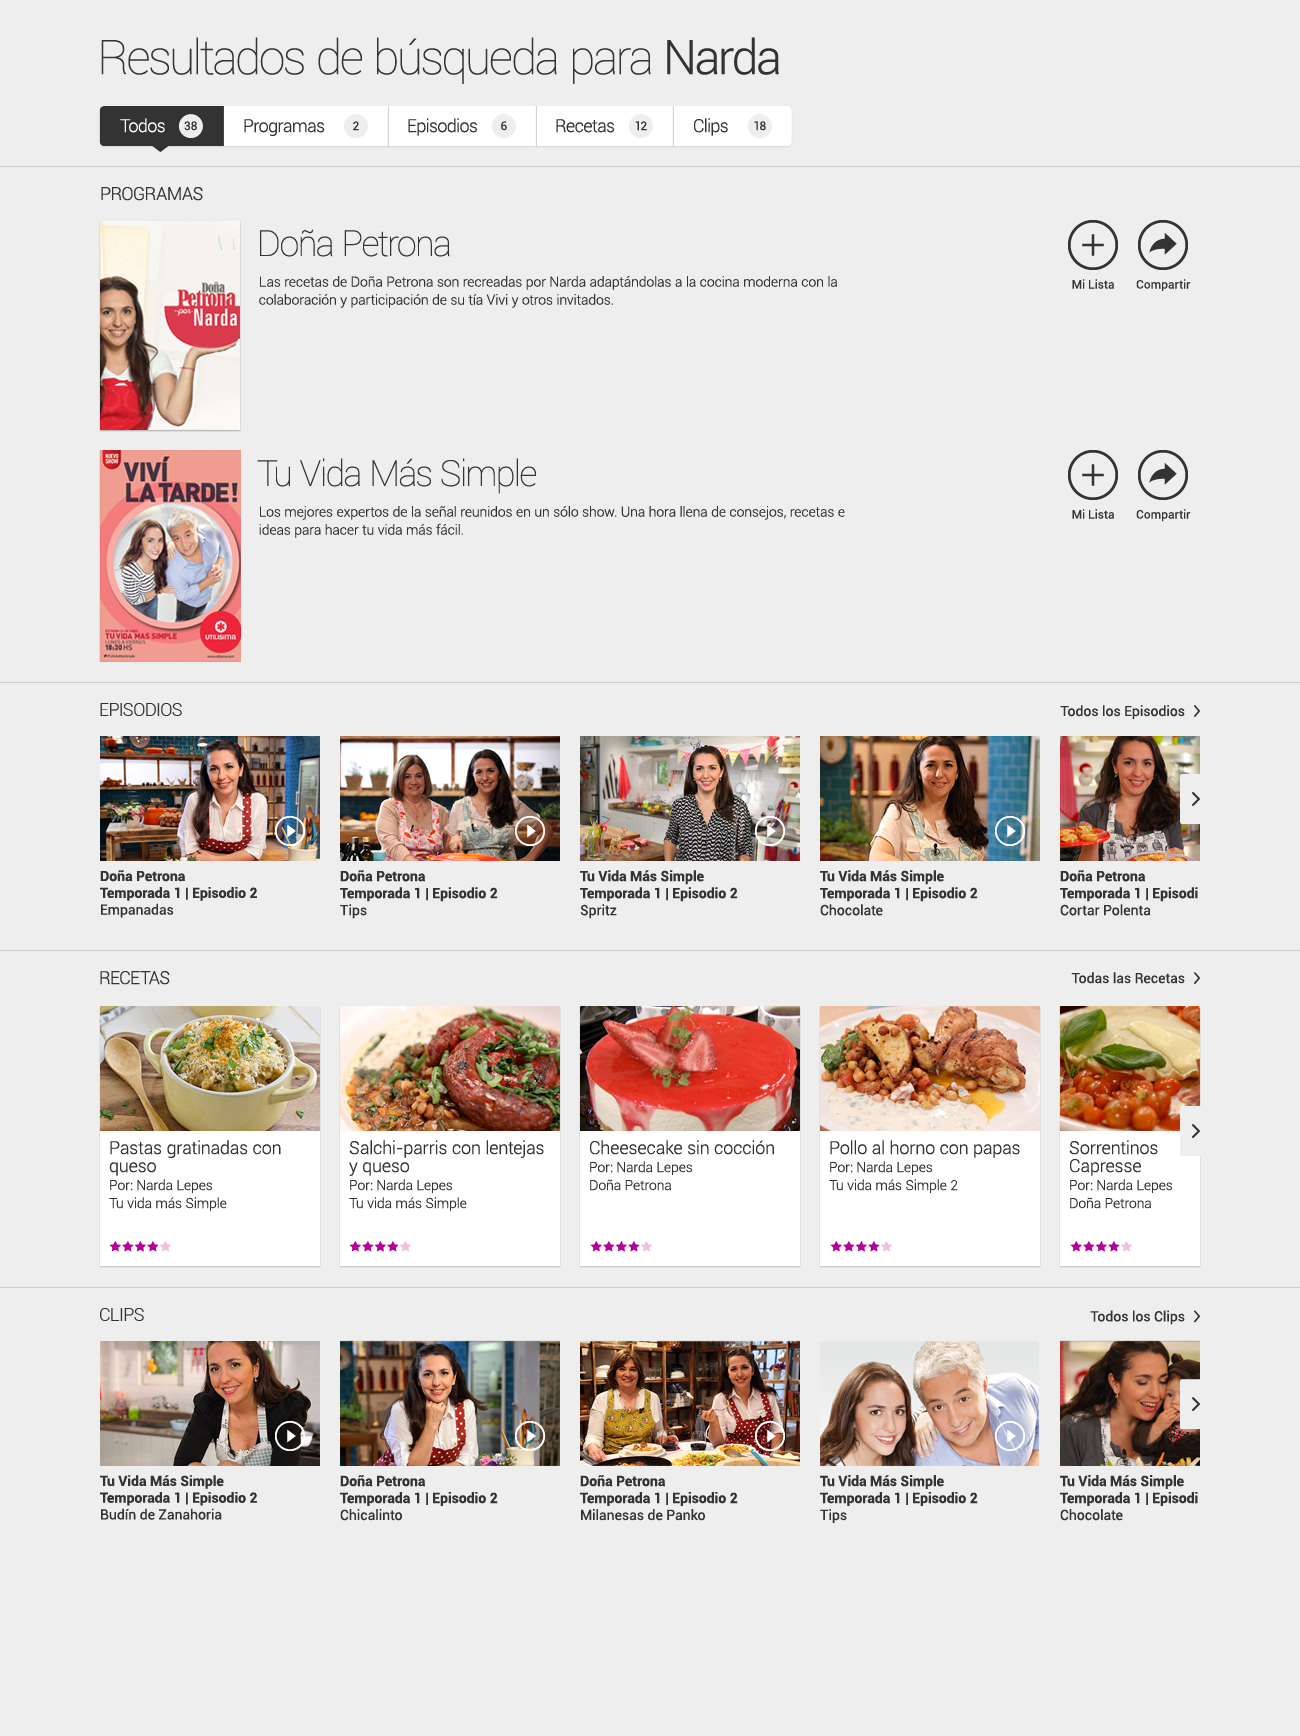 Resultados de búsqueda para Narda
Todos 38 Programas 2 Episodios 6 Recetas 12 Clips 18
PROGRAMAS
Doña
Petrona
-por-
Narda
Doña Petrona
Las recetas de Doña Petrona son recreadas por Narda adaptándolas a la cocina moderna con la
colaboración y participación de su tía Vivi y otros invitados.
Mi Lista Compartir
NUEVO
SHOW
VIVÍ
LA TARDE!
TU VIDA MAS SIMPLE
LUNES A VIERNES
18:30 HS
utilisima
Tu Vida Más Simple
Los mejores expertos de la señal reunidos en un sólo show. Una hora llena de consejos, recetas e
ideas para hacer tu vida más fácil.
Mi Lista Compartir
EPISODIOS
Todos los Episodios
Doña Petrona
Temporada 1 | Episodio 2
Empanadas
Doña Petrona
Temporada 1 | Episodio 2
Tips
Tu Vida Más Simple
Temporada 1 | Episodio 2
Spritz
Tu Vida Más Simple
Temporada 1 | Episodio 2
Chocolate
Doña Petrona
Temporada 1 | Episodi
Cortar Polenta
RECETAS
Todas las Recetas
Pastas gratinadas con
queso
Por: Narda Lepes
Tu vida más Simple
Salchi-parris con lentejas
y queso
Por: Narda Lepes
Tu vida más Simple
Cheesecake sin cocción
Por: Narda Lepes
Doña Petrona
Pollo al horno con papas
Por: Narda Lepes
Tu vida más Simple 2
Sorrentinos
Capresse
Por: Narda Lepes
Doña Petrona
CLIPS
Todos los Clips
Tu Vida Más Simple
Temporada 1 | Episodio 2
Budín de Zanahoria
Doña Petrona
Temporada 1 | Episodio 2
Chicalinto
Doña Petrona
Temporada 1 | Episodio 2
Milanesas de Panko
Tu Vida Más Simple
Temporada 1 | Episodio 2
Tips
Tu Vida Más Simple
Temporada 1 | Episodi
Chocolate